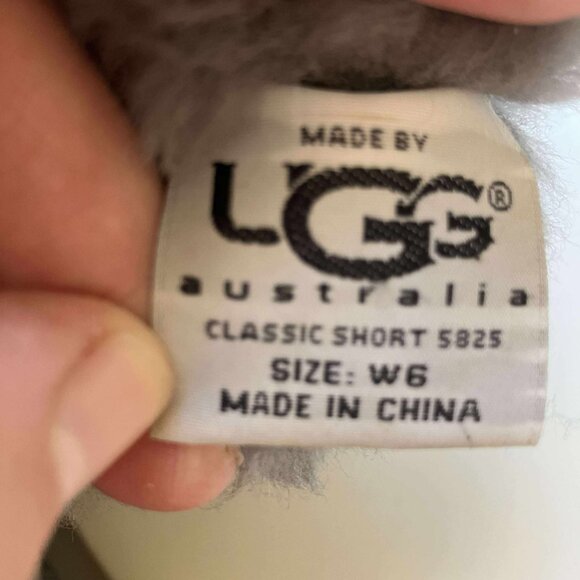 MADE BY
UGG®
australia
CLASSIC SHORT 5825
SIZE: W6
MADE IN CHINA